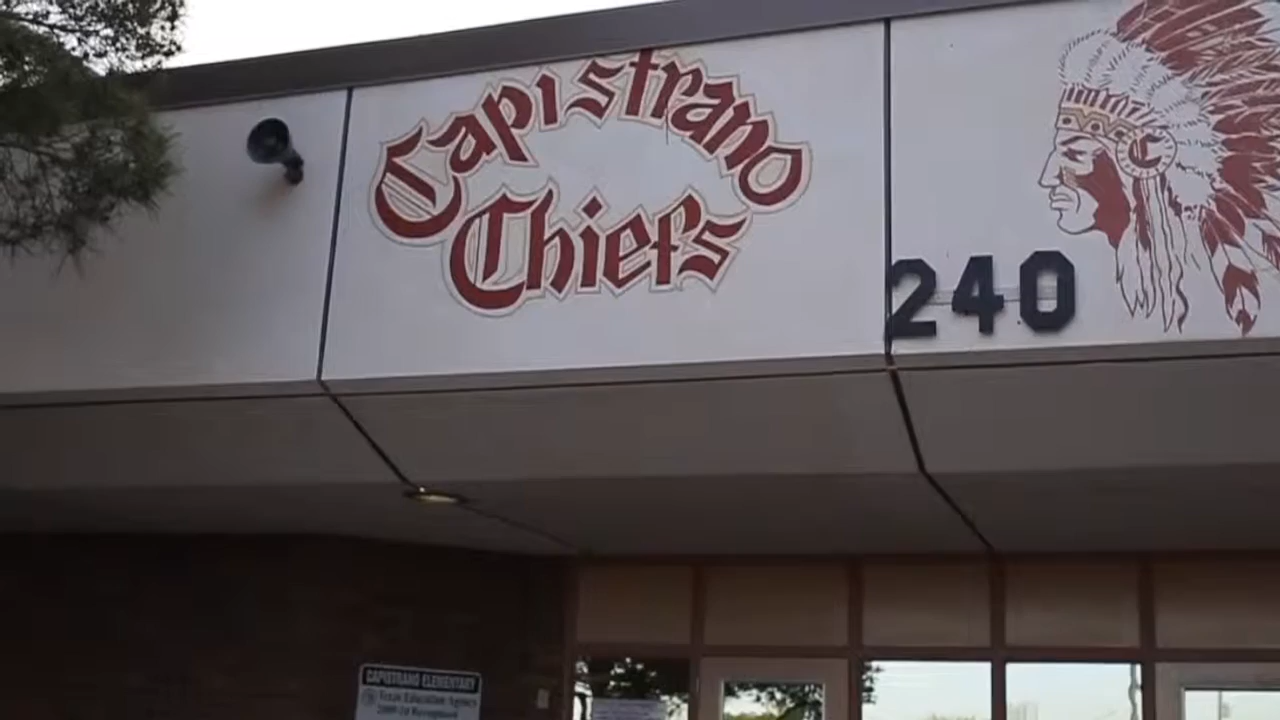 Capistrano
Chiefs
240
C
CAPISTRANO ELEMENTARY
Texas Education Agency